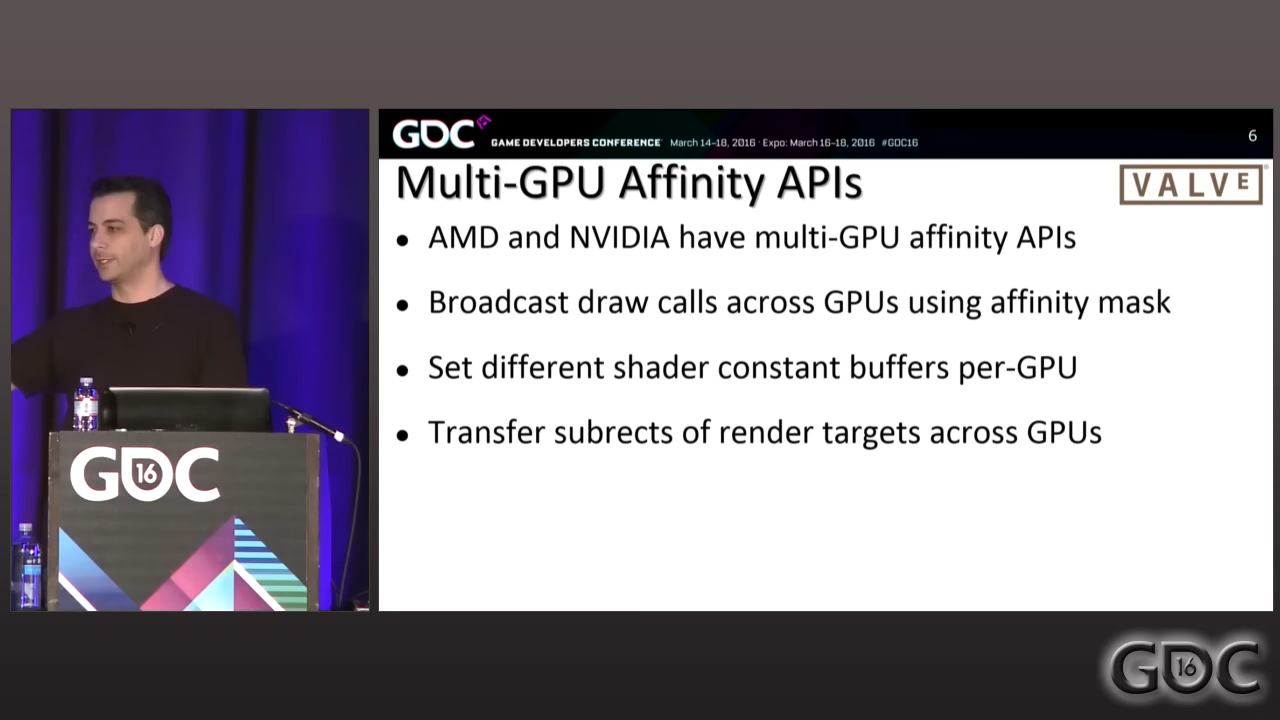 GDC
GAME DEVELOPERS CONFERENCE March 14-18, 2016 · Expo: March 16-18, 2016 #GDC16
6
Multi-GPU Affinity APIs
VALVE
• AMD and NVIDIA have multi-GPU affinity APIs
• Broadcast draw calls across GPUs using affinity mask
• Set different shader constant buffers per-GPU
• Transfer subrects of render targets across GPUs
GDC 16
GDC 16